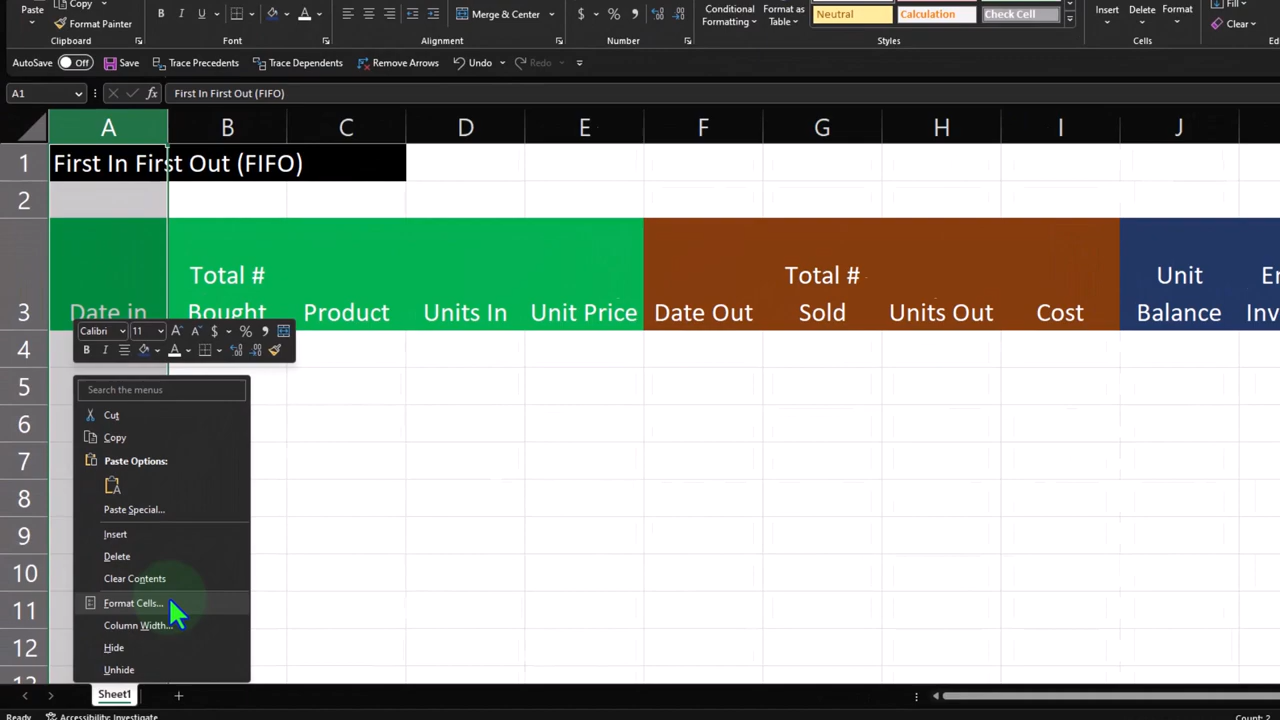 Paste
Copy
Format Painter
Clipboard
B I U
Font
Merge & Center
Alignment
$ % ,
Number
Conditional
Formatting
Format as
Table
Neutral
Calculation
Check Cell
Styles
Insert
Delete
Format
Cells
Fill
Clear
AutoSave Off Save Trace Precedents Trace Dependents Remove Arrows Undo Redo
A1 fx First In First Out (FIFO)
A B C D E F G H I J
1 First In First Out (FIFO)
2
3 Date in
Total #
Bought
Product
Units In
Unit Price
Date Out
Total #
Sold
Units Out
Cost
Unit
Balance
Calibri 11 A A $ % ,
B I A
4
5
6
7
8
9
10
11
12
Search the menus
Cut
Copy
Paste Options:
Paste Special...
Insert
Delete
Clear Contents
Format Cells...
Column Width...
Hide
Unhide
Sheet1
Accessibility: Investigate
Count: 2